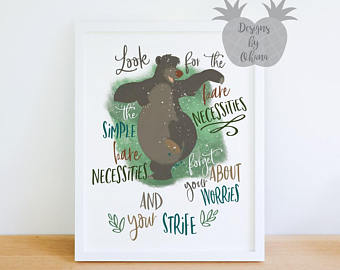 Designs
by
Ohana
Look for the
bare
NECESSITIES
the
SIMPLE
bare
NECESSITIES
forget
ABOUT
your
WORRIES
AND
your STRIFE